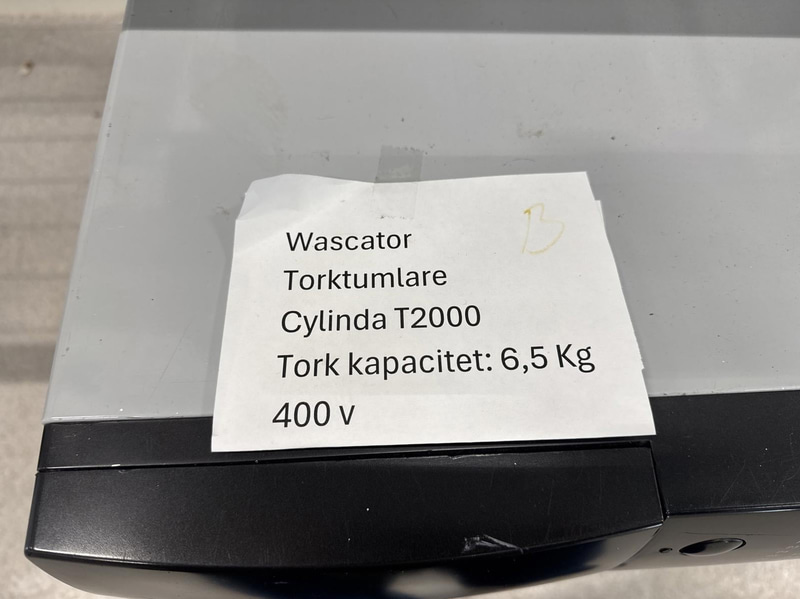 B
Wascator
Torktumlare
Cylinda T2000
Tork kapacitet: 6,5 Kg
400 v